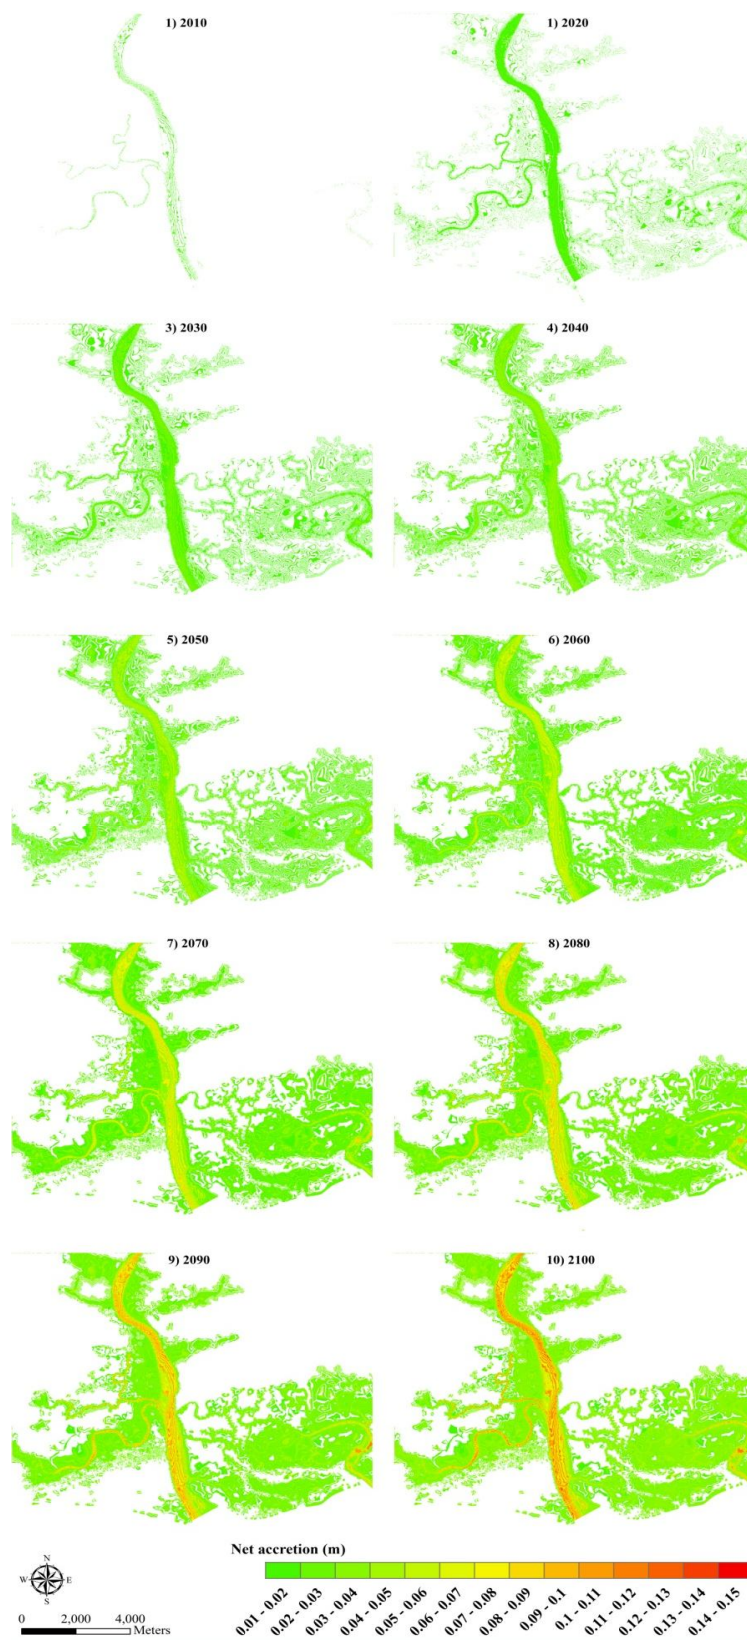 1) 2010
1) 2020
3) 2030
4) 2040
5) 2050
6) 2060
7) 2070
8) 2080
9) 2090
10) 2100
Net accretion (m)
N
W E
S
0 2,000 4,000
Meters
0.01 - 0.02
0.02 - 0.03
0.03 - 0.04
0.04 - 0.05
0.05 - 0.06
0.06 - 0.07
0.07 - 0.08
0.08 - 0.09
0.09 - 0.1
0.1 - 0.11
0.11 - 0.12
0.12 - 0.13
0.13 - 0.14
0.14 - 0.15